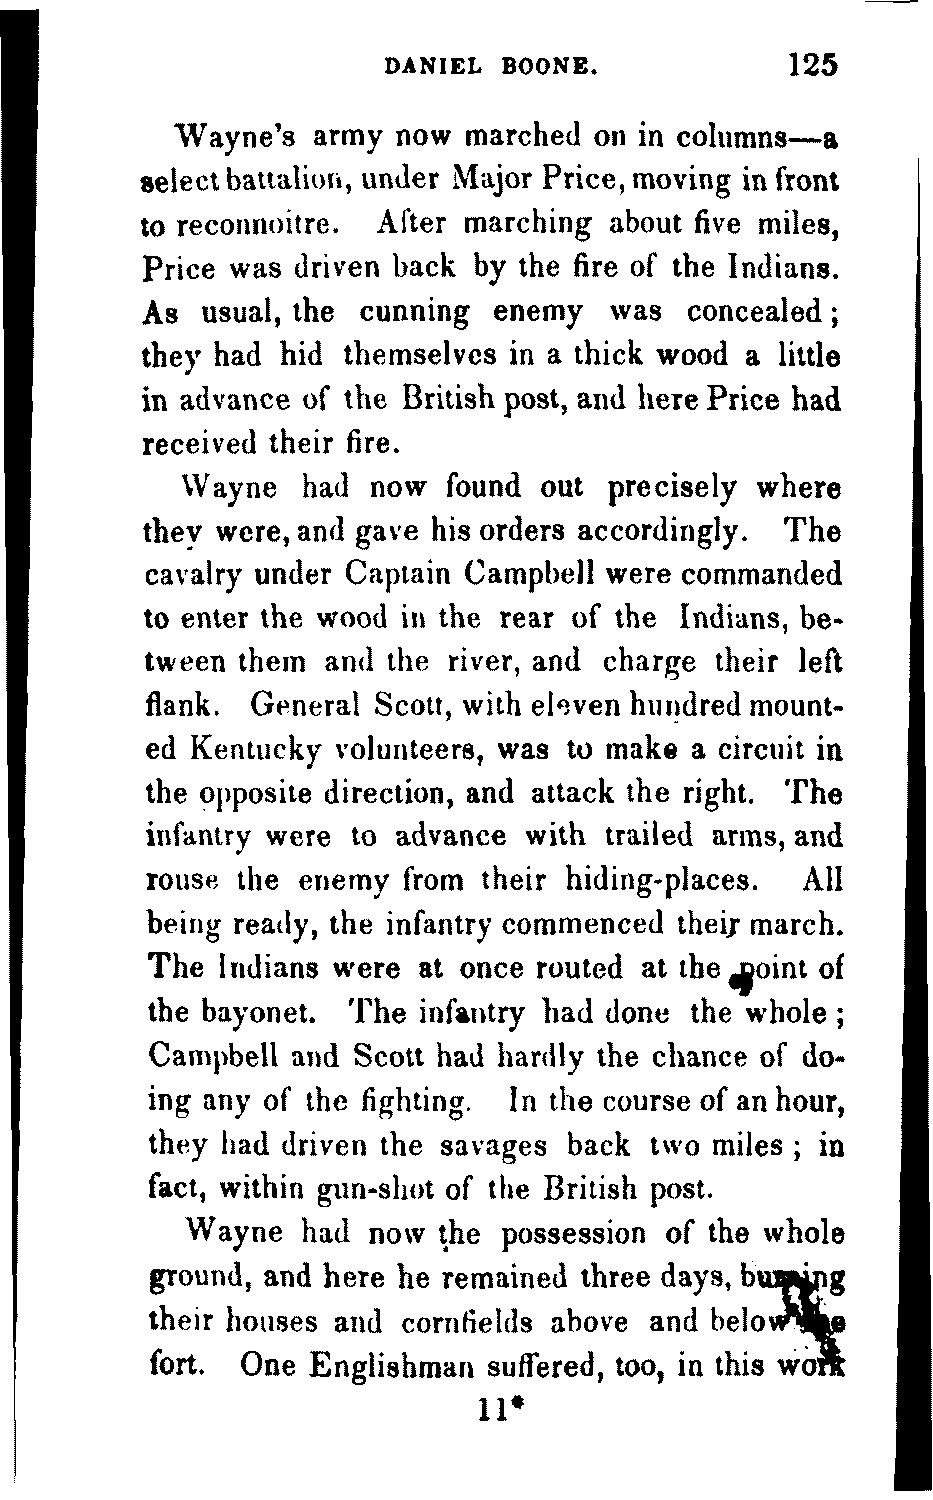 DANIEL BOONE. 125
Wayne's army now marched on in columns—a
select battalion, under Major Price, moving in front
to reconnoitre. After marching about five miles,
Price was driven back by the fire of the Indians.
As usual, the cunning enemy was concealed;
they had hid themselves in a thick wood a little
in advance of the British post, and here Price had
received their fire.
Wayne had now found out precisely where
they were, and gave his orders accordingly. The
cavalry under Captain Campbell were commanded
to enter the wood in the rear of the Indians, be-
tween them and the river, and charge their left
flank. General Scott, with eleven hundred mount-
ed Kentucky volunteers, was to make a circuit in
the opposite direction, and attack the right. The
infantry were to advance with trailed arms, and
rouse the enemy from their hiding-places. All
being ready, the infantry commenced their march.
The Indians were at once routed at the point of
the bayonet. The infantry had done the whole;
Campbell and Scott had hardly the chance of do-
ing any of the fighting. In the course of an hour,
they had driven the savages back two miles; in
fact, within gun-shot of the British post.
Wayne had now the possession of the whole
ground, and here he remained three days, burning
their houses and cornfields above and below the
fort. One Englishman suffered, too, in this work
11*